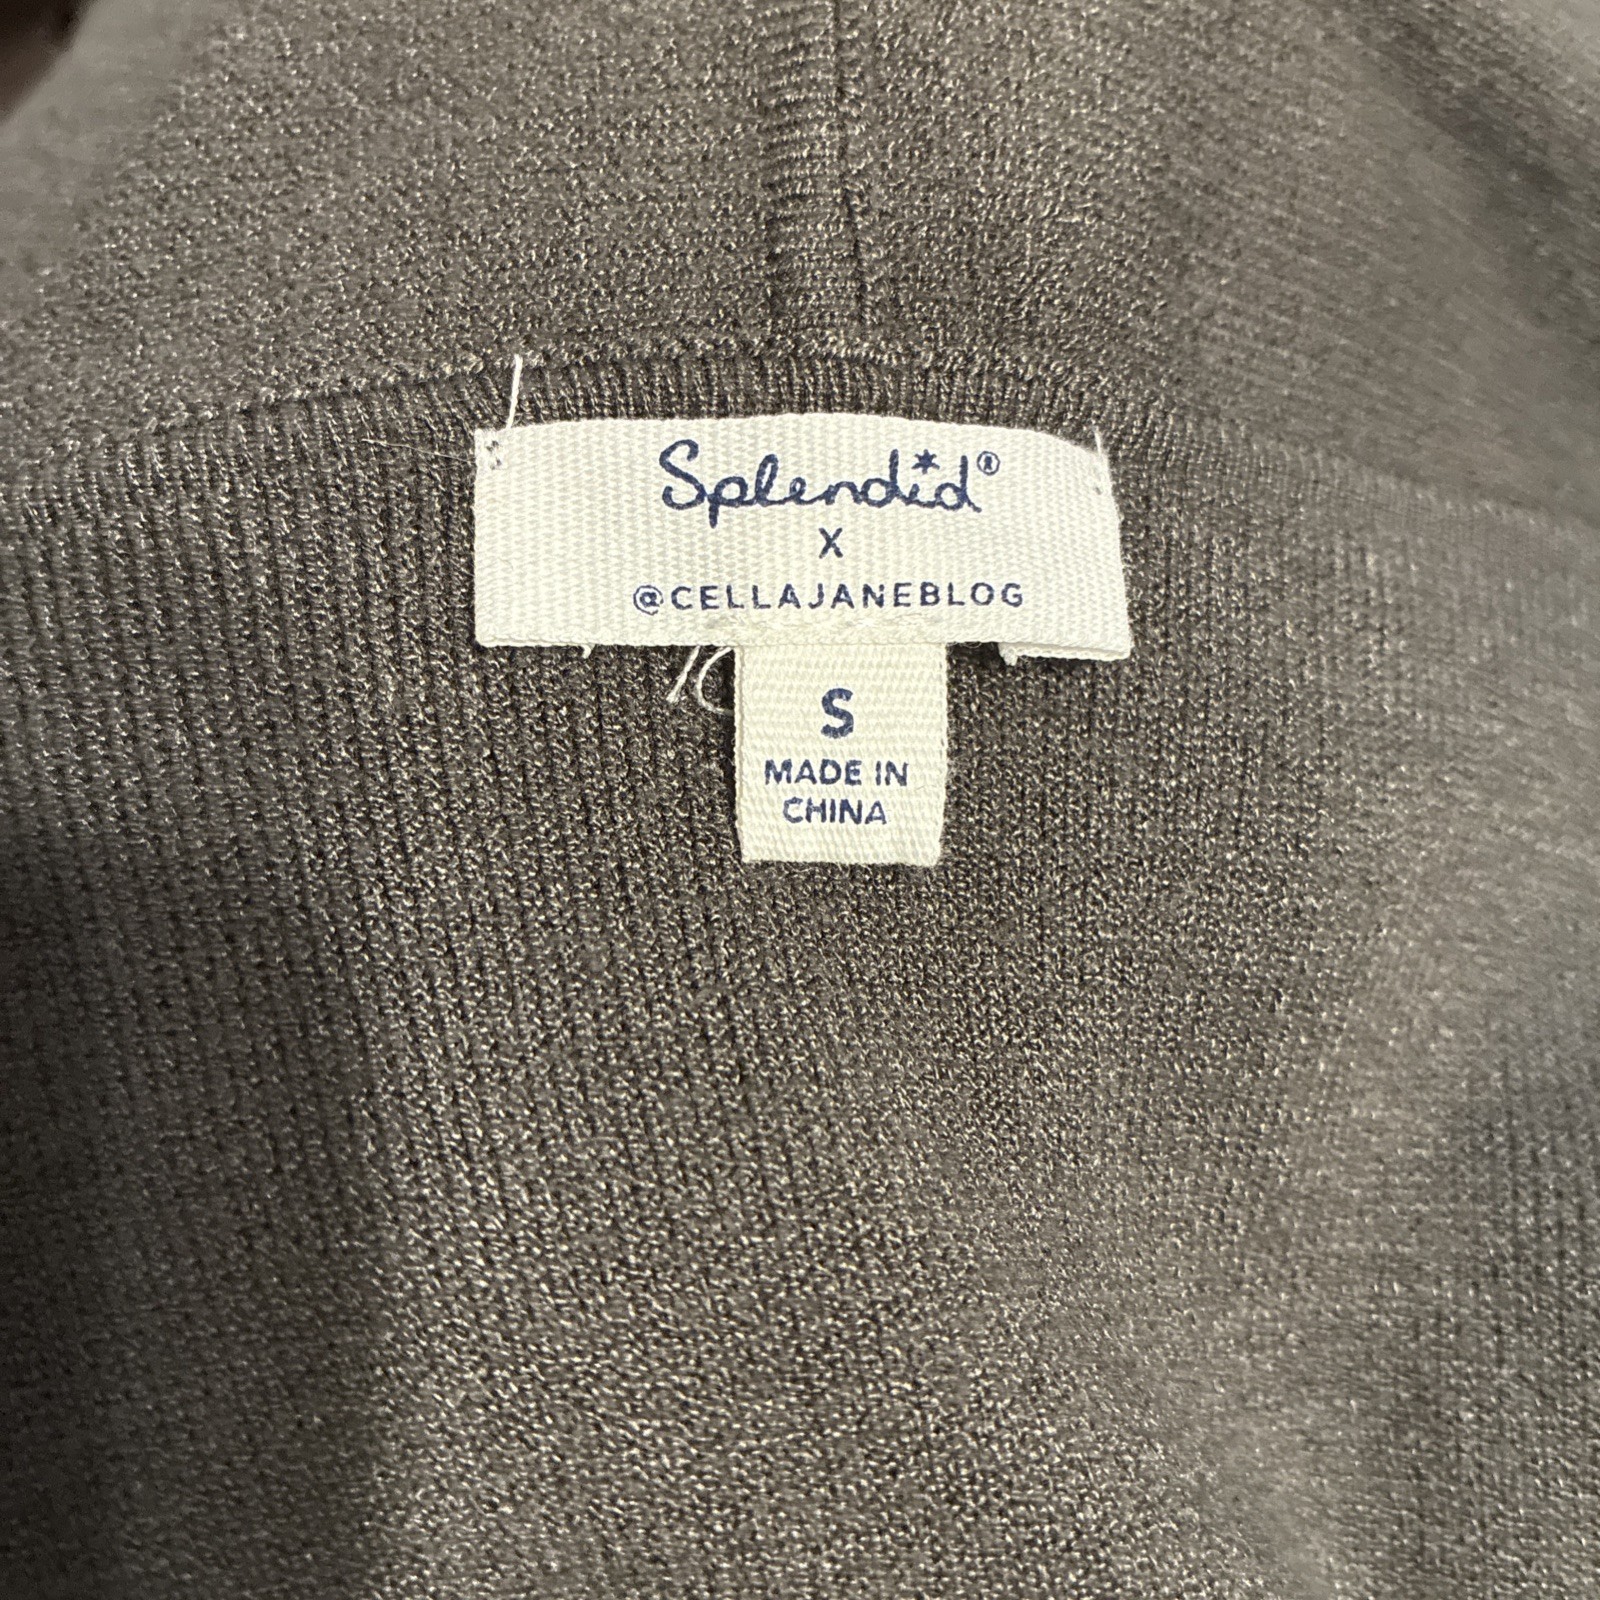 Splendid®
X
@CELLAJANEBLOG
S
MADE IN
CHINA